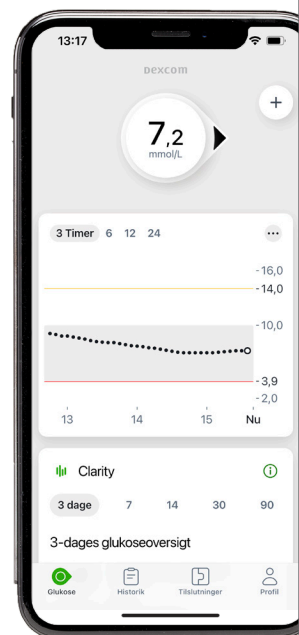 13:17
Dexcom
7,2
mmol/L
+
3 Timer 6 12 24
16,0
14,0
10,0
3,9
2,0
13 14 15 Nu
Clarity
3 dage 7 14 30 90
3-dages glukoseoversigt
Glukose Historik Tilslutninger Profil